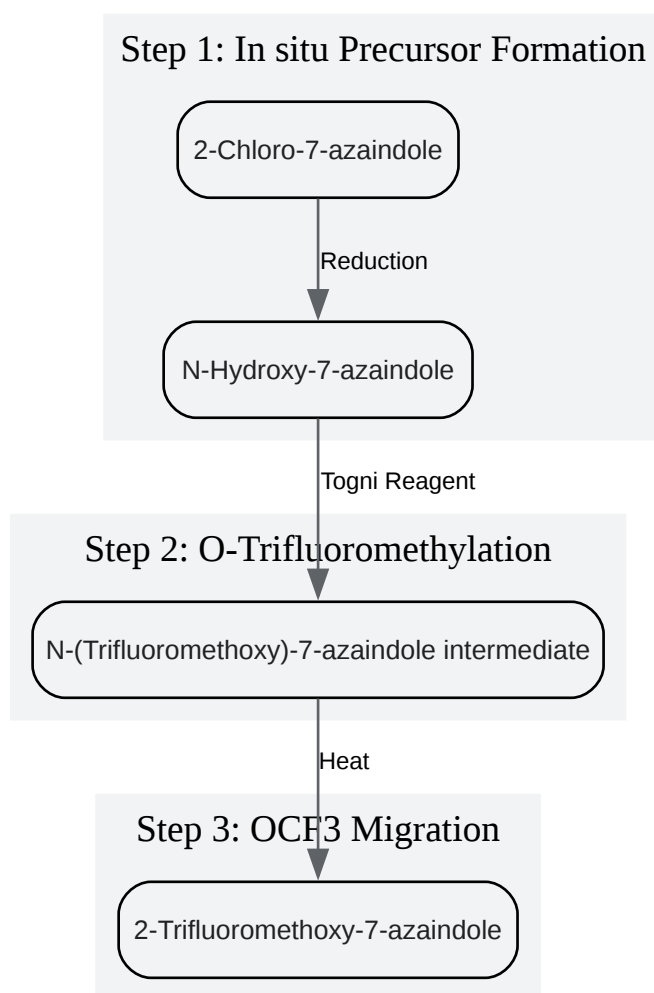 Step 1: In situ Precursor Formation
2-Chloro-7-azaindole
Reduction
N-Hydroxy-7-azaindole
Togni Reagent
Step 2: O-Trifluoromethylation
N-(Trifluoromethoxy)-7-azaindole intermediate
Heat
Step 3: OCF3 Migration
2-Trifluoromethoxy-7-azaindole